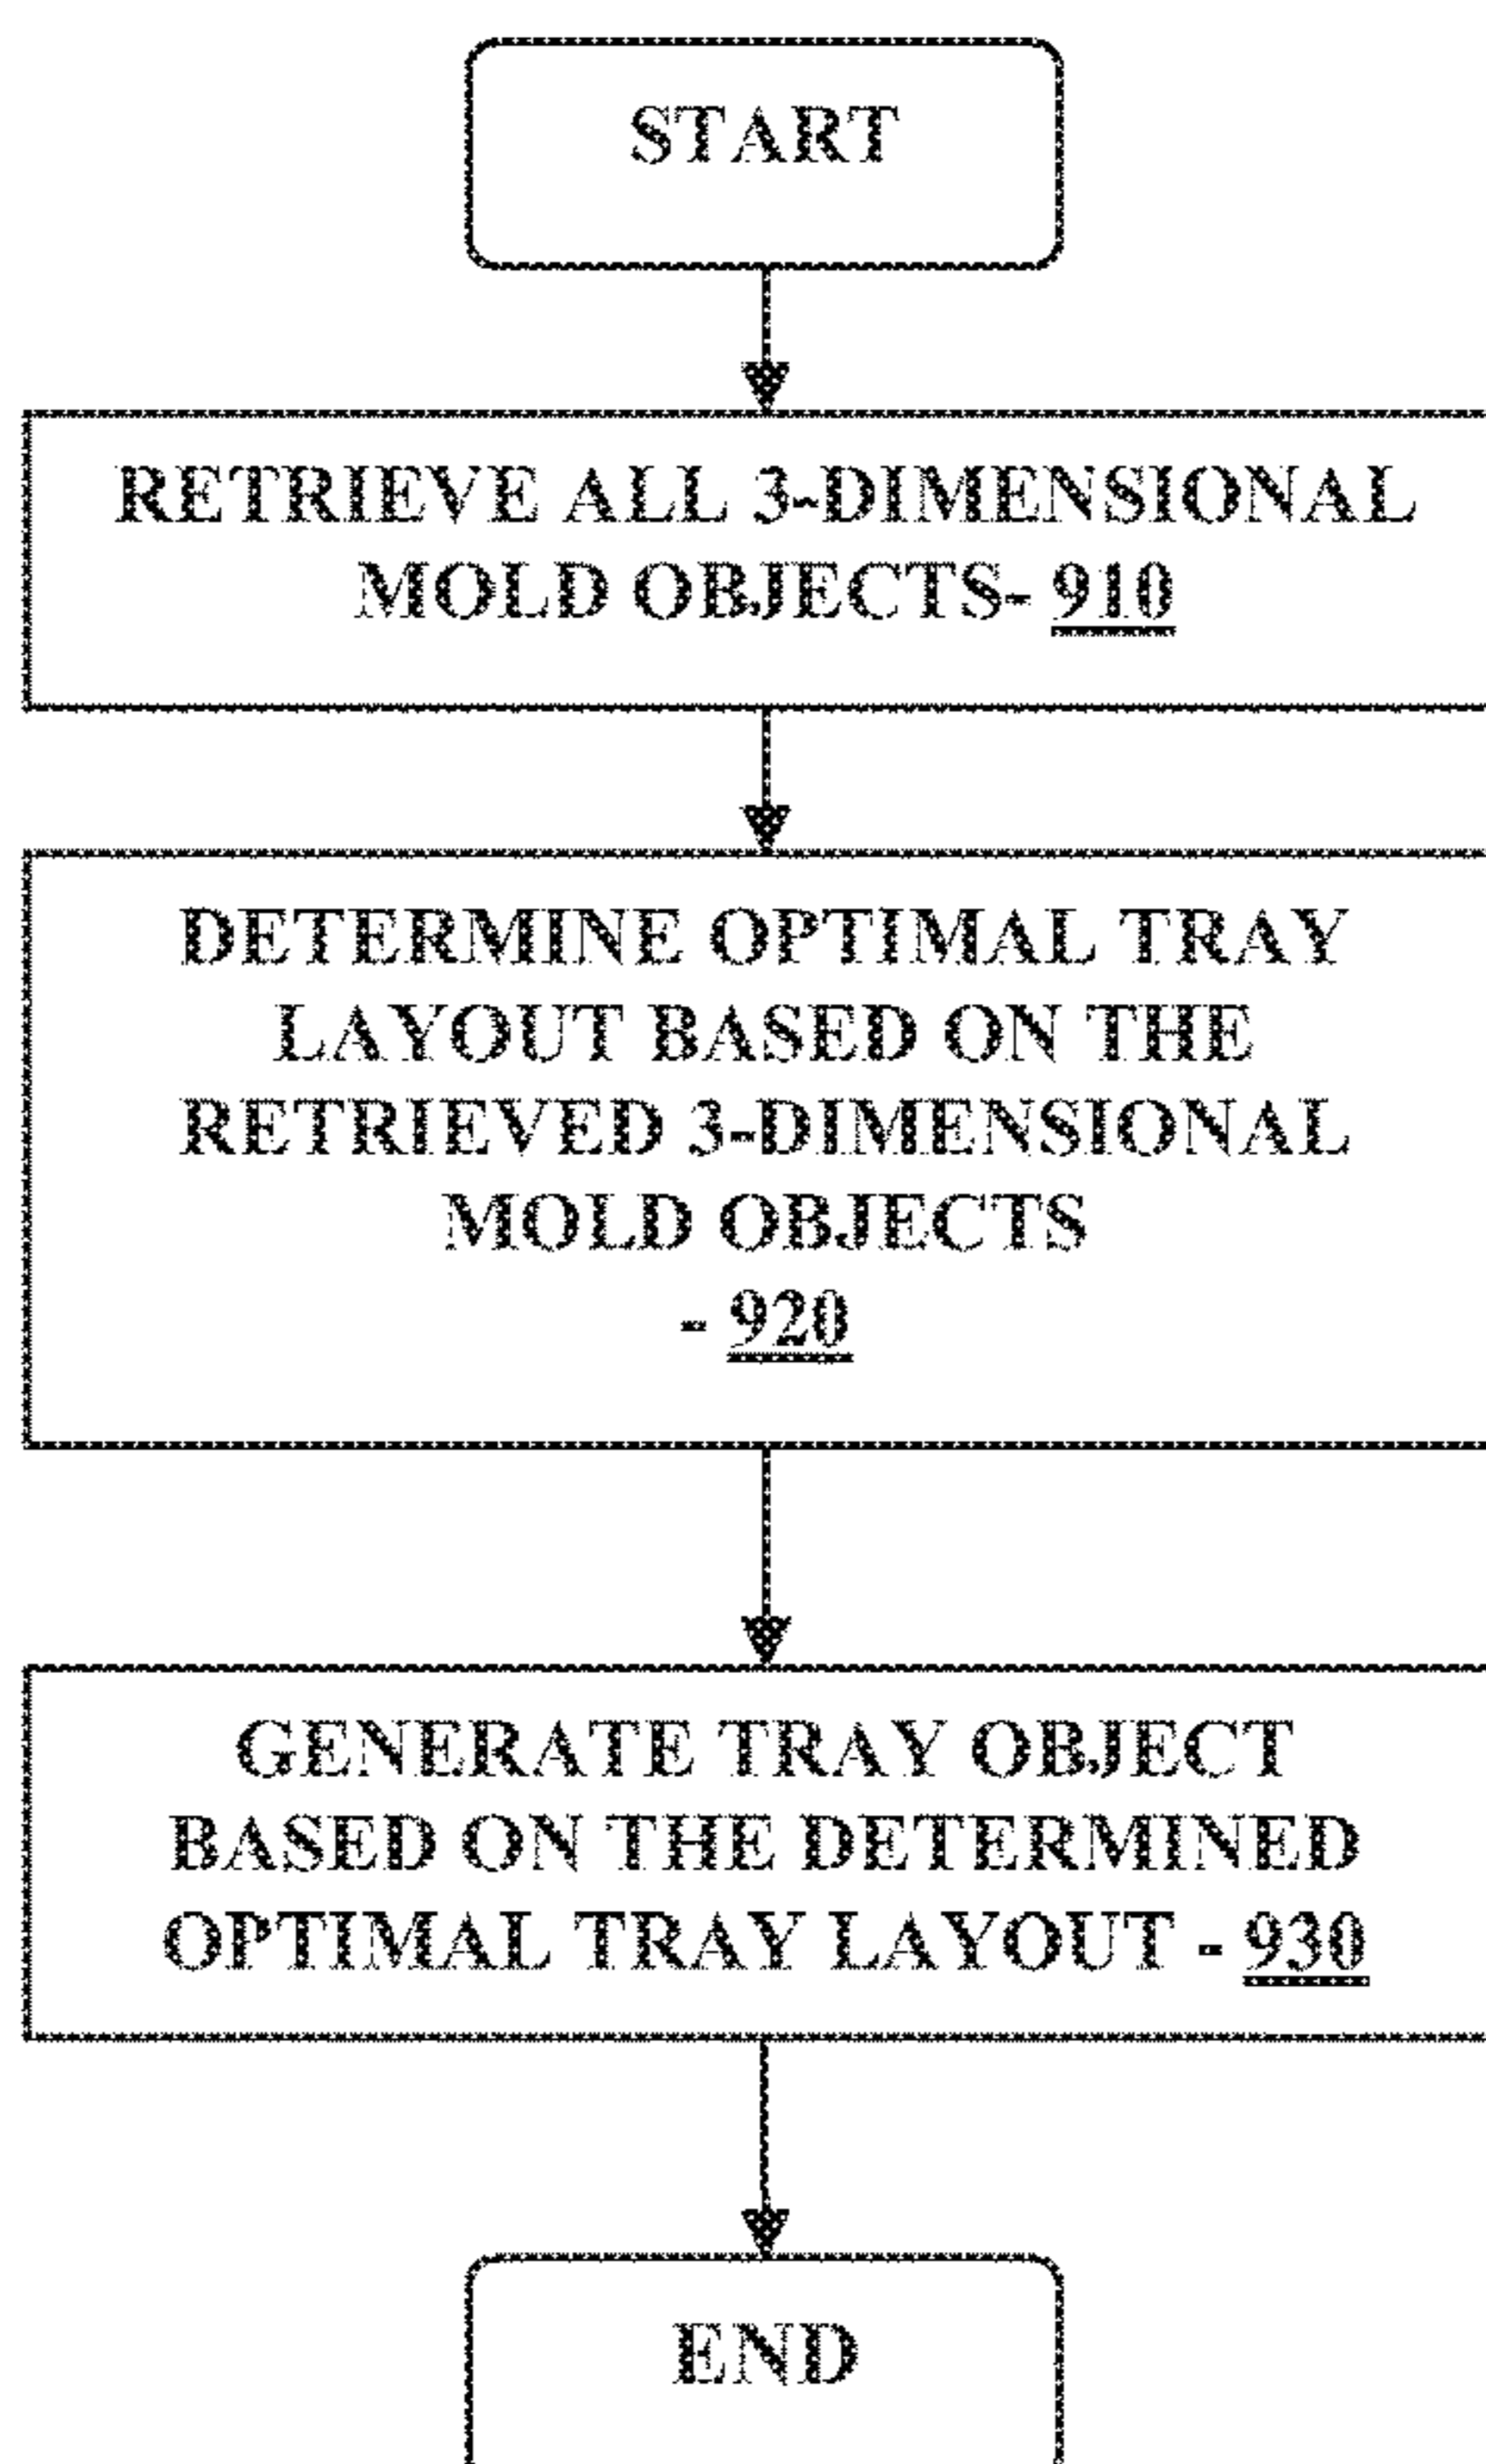 START
RETRIEVE ALL 3-DIMENSIONAL
MOLD OBJECTS- 910
DETERMINE OPTIMAL TRAY
LAYOUT BASED ON THE
RETRIEVED 3-DIMENSIONAL
MOLD OBJECTS
- 920
GENERATE TRAY OBJECT
BASED ON THE DETERMINED
OPTIMAL TRAY LAYOUT - 930
END